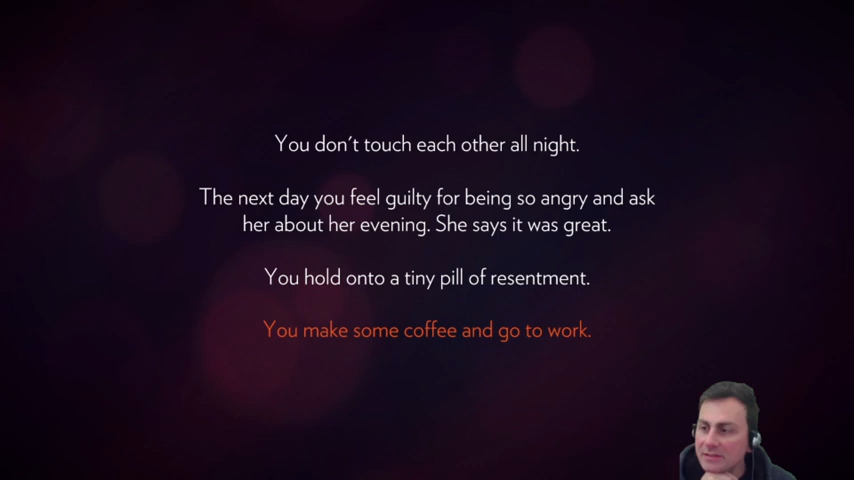 You don't touch each other all night.
The next day you feel guilty for being so angry and ask
her about her evening. She says it was great.
You hold onto a tiny pill of resentment.
You make some coffee and go to work.